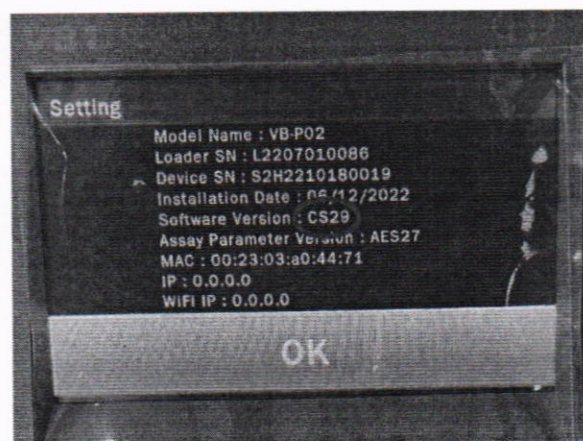 Setting
Model Name : VB-P02
Loader SN : L2207010086
Device SN : S2H2210180019
Installation Date : 06/12/2022
Software Version : CS29
Assay Parameter Version : AES27
MAC : 00:23:03:a0:44:71
IP : 0.0.0.0
WiFi IP : 0.0.0.0
OK